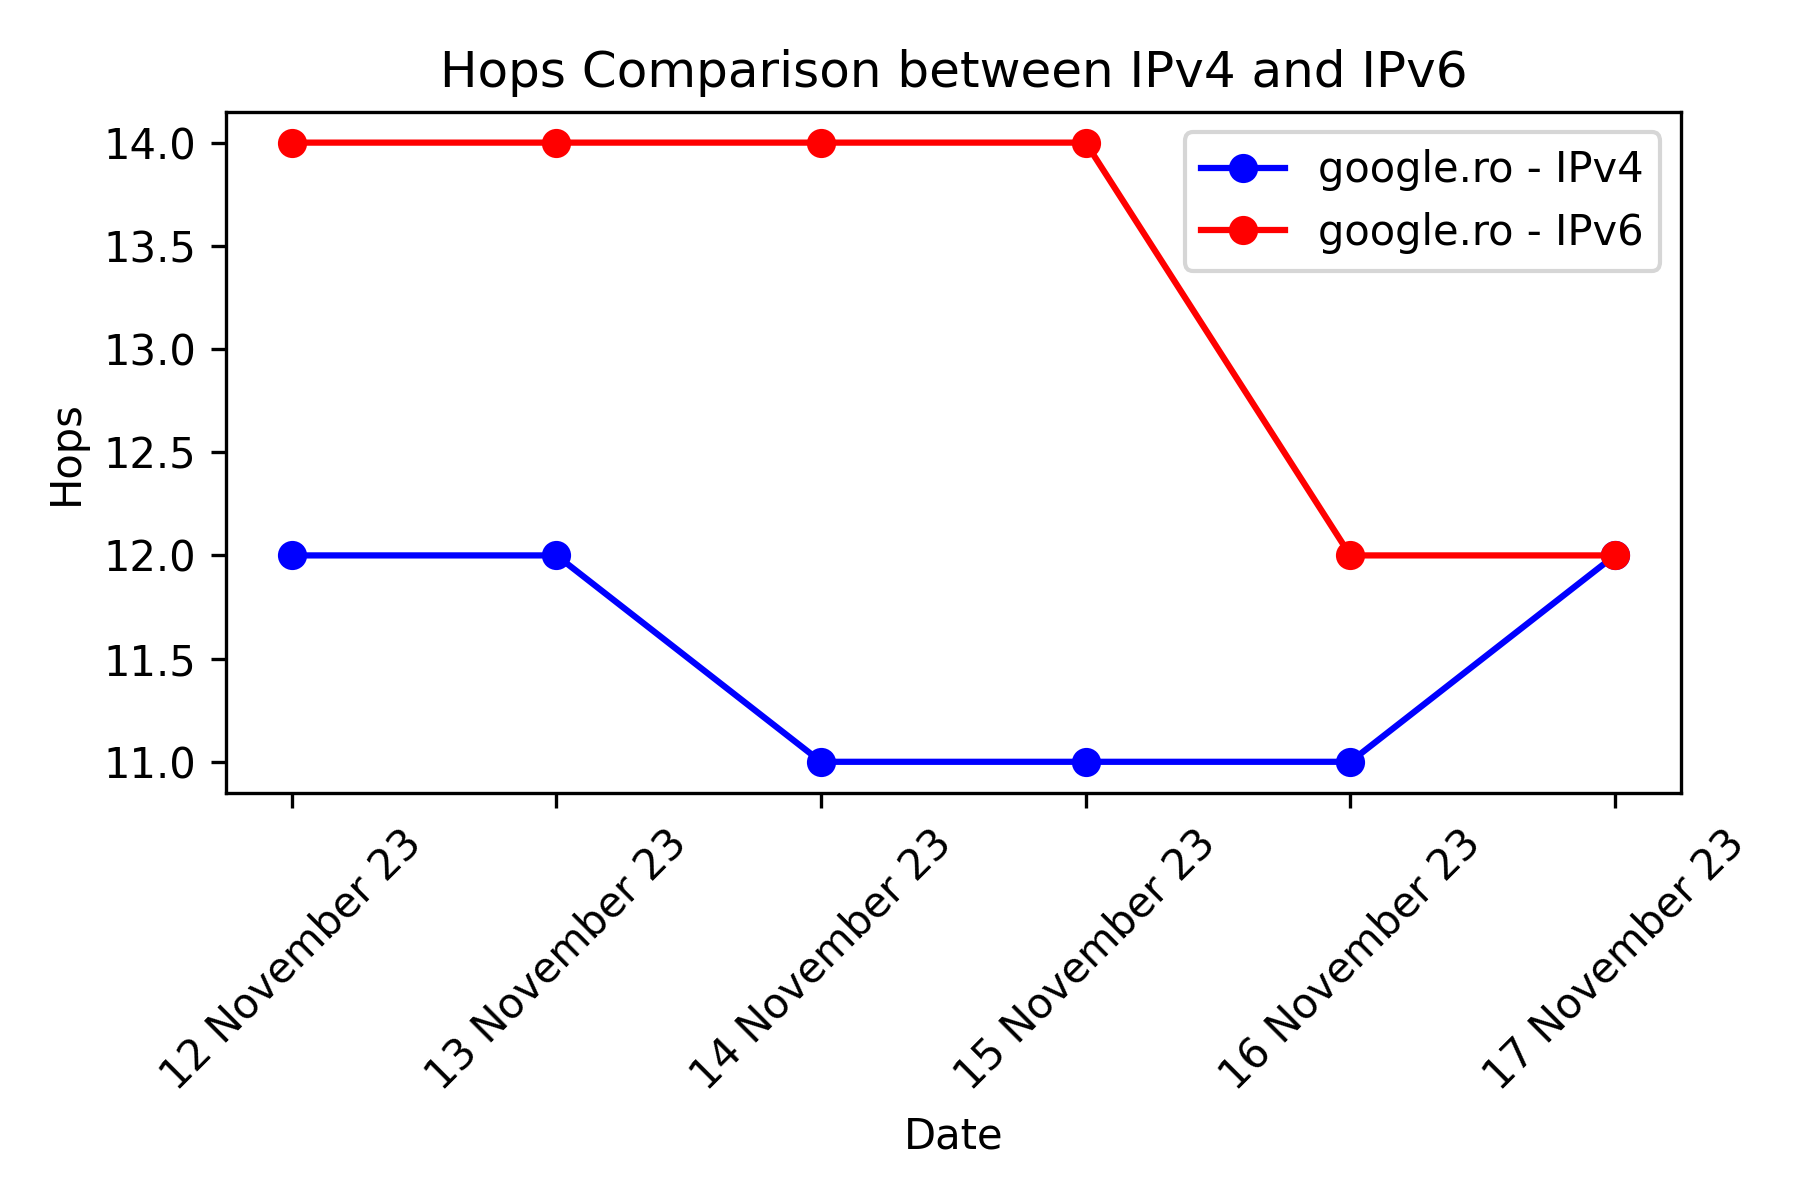 Hops Comparison between IPv4 and IPv6
14.0
13.5
13.0
12.5
12.0
11.5
11.0
Hops
google.ro - IPv4
google.ro - IPv6
12 November 23
13 November 23
14 November 23
15 November 23
16 November 23
17 November 23
Date